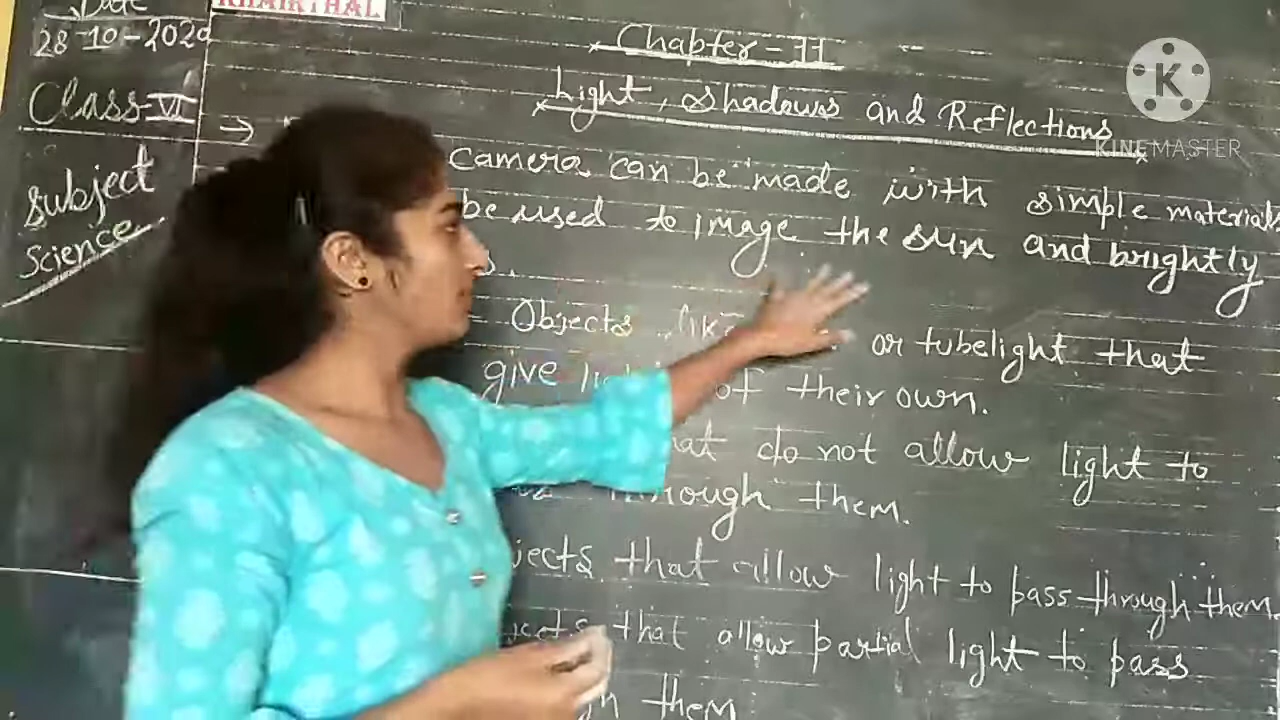 Date
28-10-2020
Class-VI
Subject
Science
KHAIRTHAL
Chapter-11
Light, Shadows and Reflections
KINEMASTER
K
→
camera can be made with simple materials
be used to image the sun and brightly
Objects like or tubelight that
give of their own.
do not allow light to
through them.
that allow light to pass through them.
that allow partial light to pass
them.